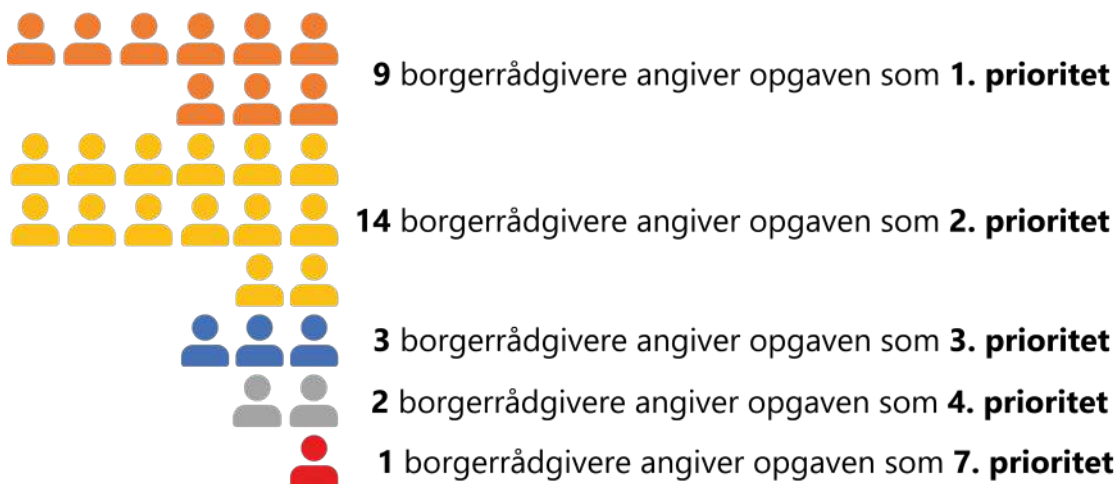 9 borgerrådgivere angiver opgaven som 1. prioritet
14 borgerrådgivere angiver opgaven som 2. prioritet
3 borgerrådgivere angiver opgaven som 3. prioritet
2 borgerrådgivere angiver opgaven som 4. prioritet
1 borgerrådgivere angiver opgaven som 7. prioritet